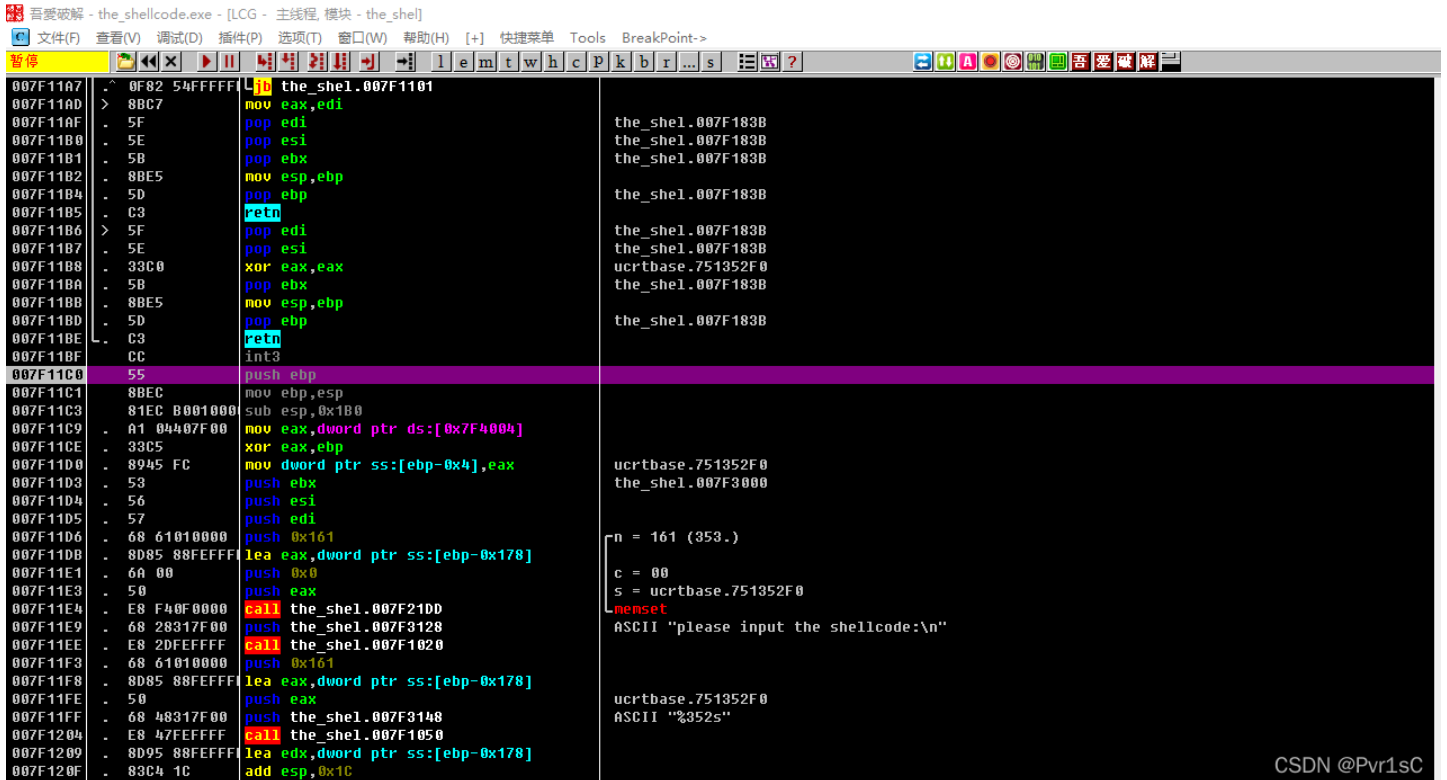 吾愛破解 - the_shellcode.exe - [LCG - 主线程, 模块 - the_shel]
文件(F) 查看(V) 调试(D) 插件(P) 选项(T) 窗口(W) 帮助(H) [+] 快捷菜单 Tools BreakPoint->
暂停 l e m t w h c P k b r ... s ? A 吾 爱 破 解
007F11A7 .^ 0F82 54FFFFF jb the_shel.007F1101
007F11AD > 8BC7 mov eax,edi
007F11AF . 5F pop edi the_shel.007F183B
007F11B0 . 5E pop esi the_shel.007F183B
007F11B1 . 5B pop ebx the_shel.007F183B
007F11B2 . 8BE5 mov esp,ebp
007F11B4 . 5D pop ebp the_shel.007F183B
007F11B5 . C3 retn
007F11B6 > 5F pop edi the_shel.007F183B
007F11B7 . 5E pop esi the_shel.007F183B
007F11B8 . 33C0 xor eax,eax ucrtbase.751352F0
007F11BA . 5B pop ebx the_shel.007F183B
007F11BB . 8BE5 mov esp,ebp
007F11BD . 5D pop ebp the_shel.007F183B
007F11BE . C3 retn
007F11BF CC int3
007F11C0 55 push ebp
007F11C1 8BEC mov ebp,esp
007F11C3 81EC B001000 sub esp,0x1B0
007F11C9 . A1 04407F00 mov eax,dword ptr ds:[0x7F4004]
007F11CE . 33C5 xor eax,ebp
007F11D0 . 8945 FC mov dword ptr ss:[ebp-0x4],eax ucrtbase.751352F0
007F11D3 . 53 push ebx the_shel.007F3000
007F11D4 . 56 push esi
007F11D5 . 57 push edi
007F11D6 . 68 61010000 push 0x161 n = 161 (353.)
007F11DB . 8D85 88FEFFF lea eax,dword ptr ss:[ebp-0x178]
007F11E1 . 6A 00 push 0x0 c = 00
007F11E3 . 50 push eax s = ucrtbase.751352F0
007F11E4 . E8 F40F0000 call the_shel.007F21DD memset
007F11E9 . 68 28317F00 push the_shel.007F3128 ASCII "please input the shellcode:\n"
007F11EE . E8 2DFEFFFF call the_shel.007F1020
007F11F3 . 68 61010000 push 0x161
007F11F8 . 8D85 88FEFFF lea eax,dword ptr ss:[ebp-0x178]
007F11FE . 50 push eax ucrtbase.751352F0
007F11FF . 68 48317F00 push the_shel.007F3148 ASCII "%352s"
007F1204 . E8 47FEFFFF call the_shel.007F1050
007F1209 . 8D95 88FEFFF lea edx,dword ptr ss:[ebp-0x178]
007F120F . 83C4 1C add esp,0x1C
CSDN @Pvr1sC